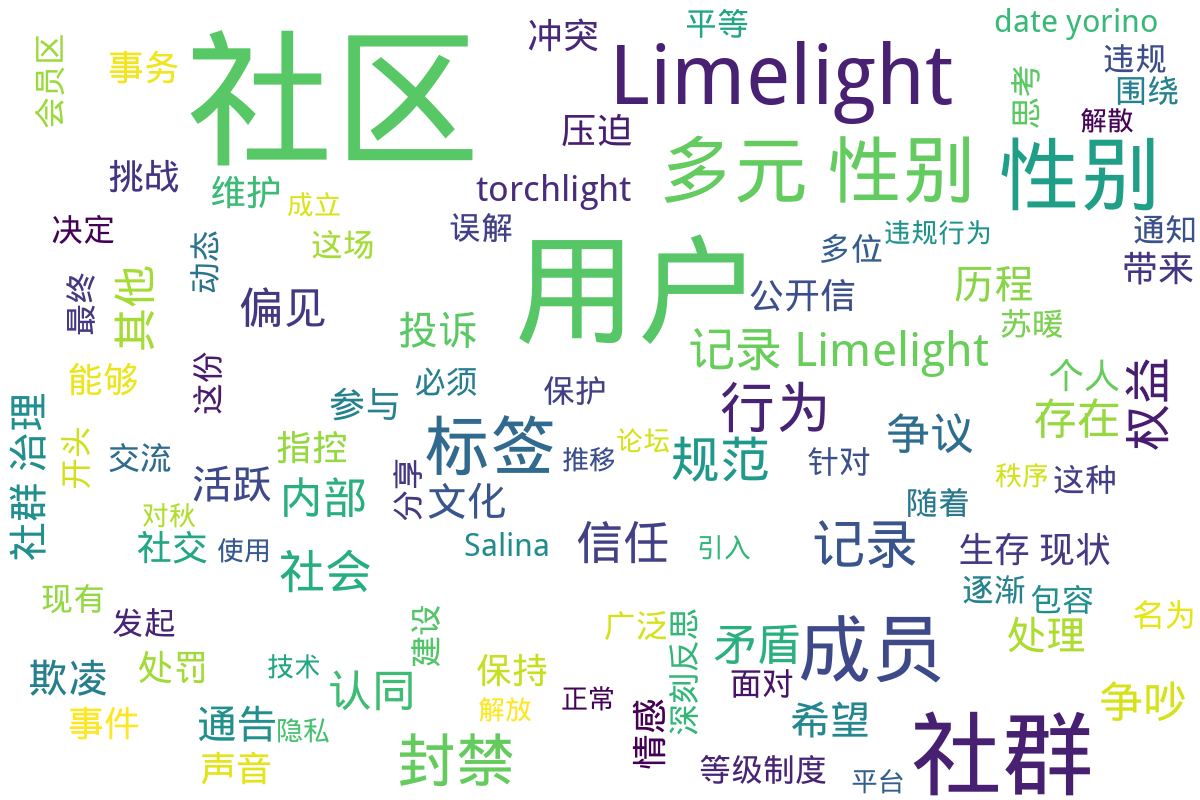 社区
用户
Limelight
多元 性别
性别
社群
成员
date yorino
平等
冲突
违规
围绕
思考
解散
会员区
事务
压迫
挑战
维护
成立
torchlight
误解
决定
动态
这场
多位
违规行为
通知
带来
最终
其他
偏见
投诉
公开信
历程
苏暖
记录 Limelight
能够
这份
参与
必须
保护
行为
个人
存在
权益
社群 治理
开头
交流
活跃
指控
内部
标签
分享
文化
推移
论坛
规范
针对
争议
秩序
这种
随着
对秋
社交
使用
社会
Salina
信任
引入
记录
生存 现状
现有
发起
逐渐
包容
名为
建设
广泛
深刻反思
矛盾
处理
欺凌
处罚
技术
认同
保持
解放
正常
面对
争吵
事件
通告
隐私
情感
希望
声音
封禁
等级制度
平台